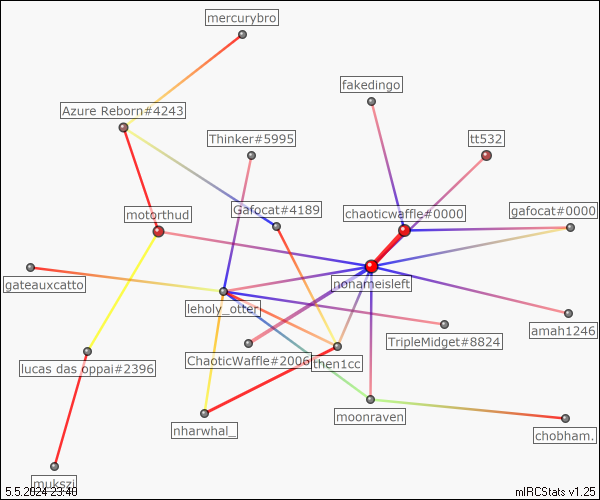 mercurybro
fakedingo
Azure Reborn#4243
Thinker#5995
tt532
motorthud
Gafocat#4189
chaoticwaffle#0000
gafocat#0000
gateauxcatto
nonameisleft
leholy_otter
amah1246
TripleMidget#8824
ChaoticWaffle#2006
then1cc
lucas das oppai#2396
moonraven
nharwhal_
chobham.
mukszi
5.5.2024 23:40
mIRCStats v1.25